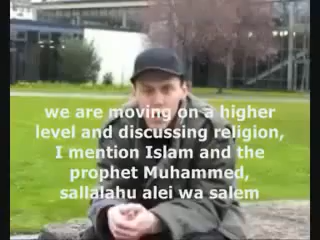 we are moving on a higher
level and discussing religion,
I mention Islam and the
prophet Muhammed,
sallalahu alei wa salem